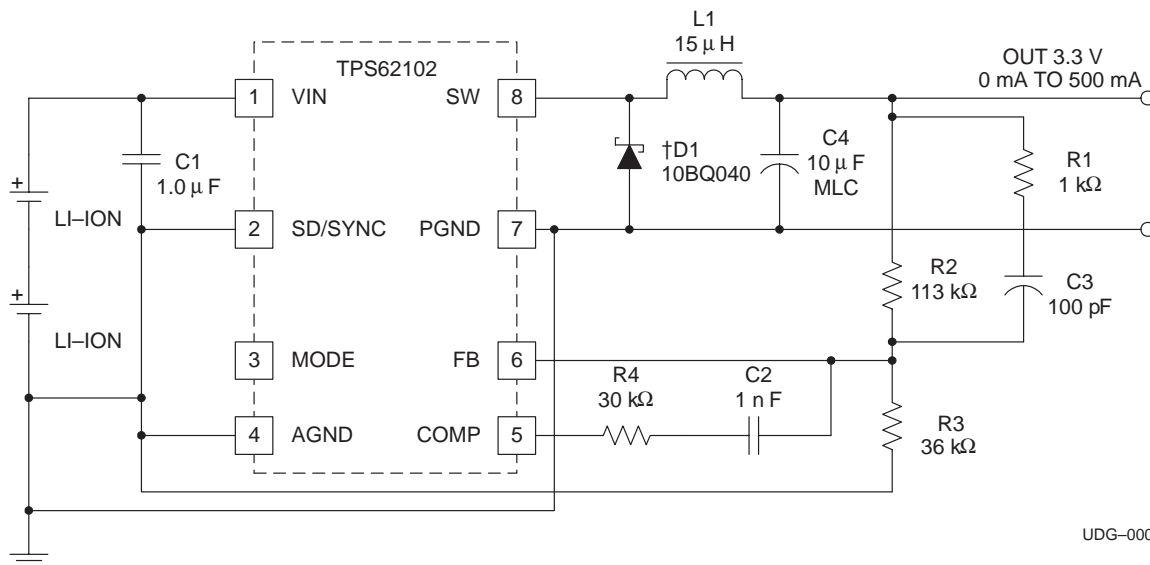 L1
15 μ H
OUT 3.3 V
0 mA TO 500 mA
TPS62102
1 VIN
SW 8
C1
1.0 μ F
†D1
10BQ040
C4
10 μ F
MLC
R1
1 kΩ
+
LI–ION
2 SD/SYNC
PGND 7
R2
113 kΩ
C3
100 pF
+
LI–ION
3 MODE
FB 6
R4
30 kΩ
C2
1 n F
4 AGND
COMP 5
R3
36 kΩ
UDG–000